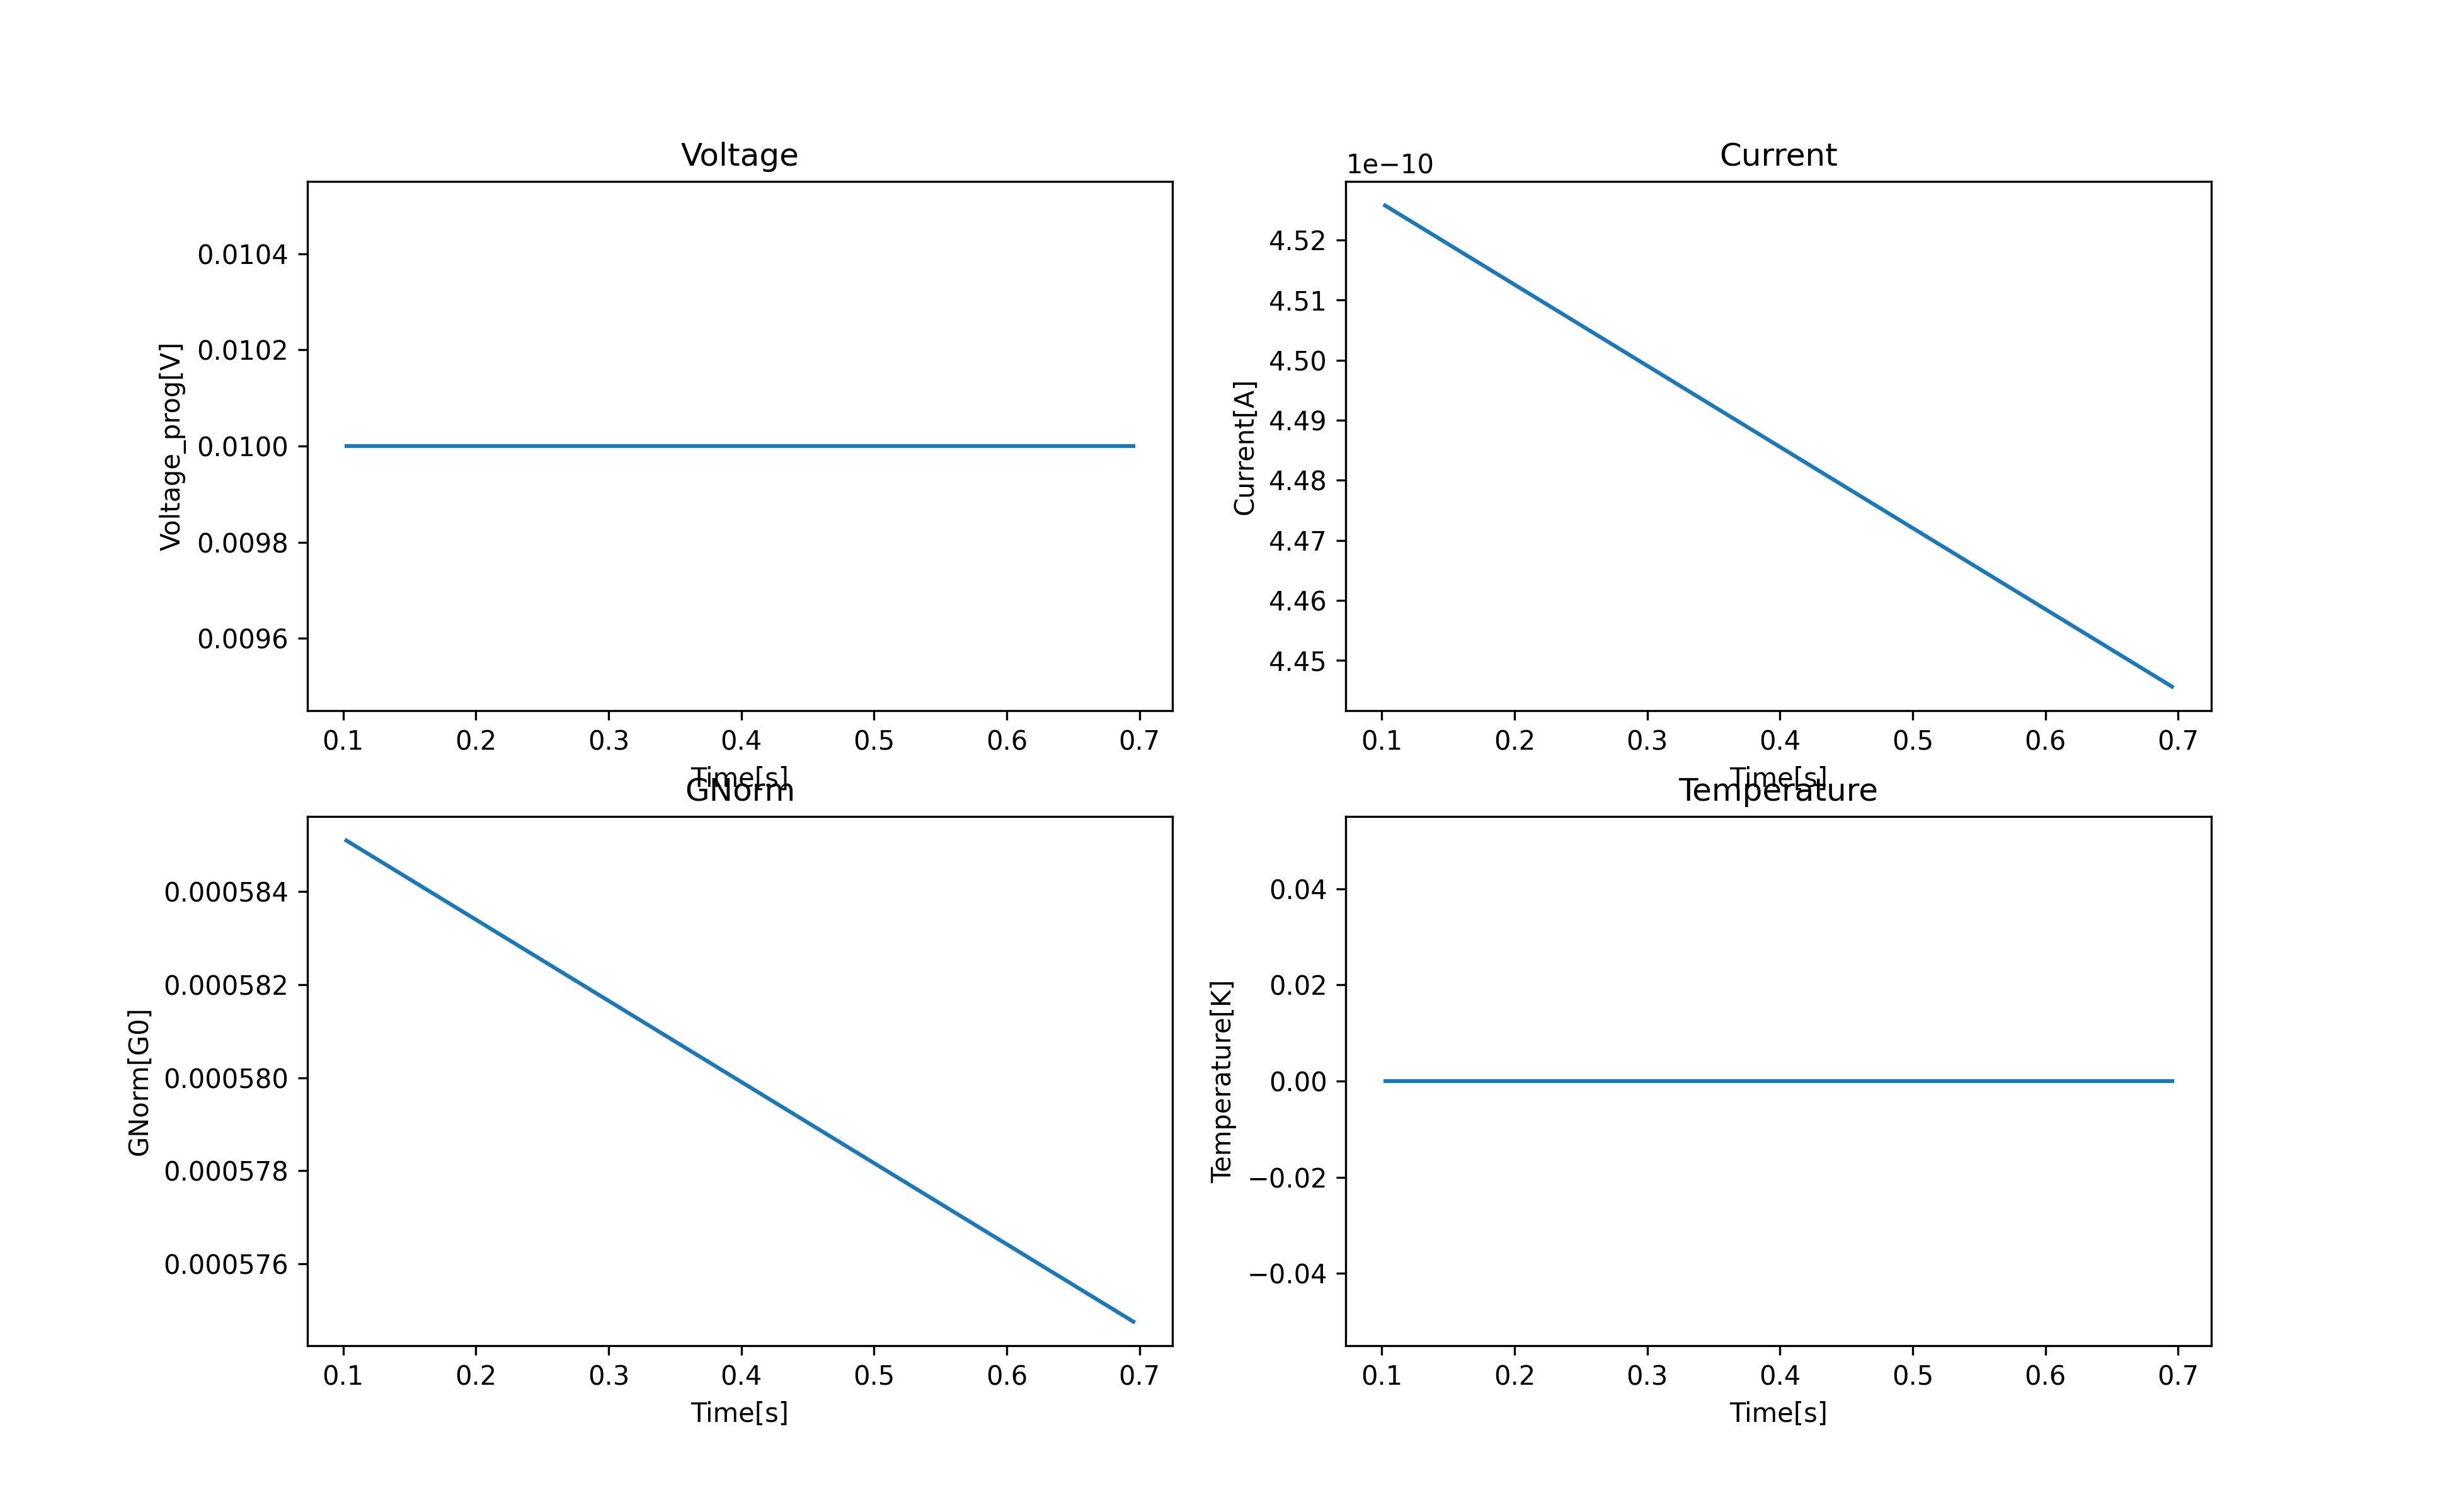 Voltage
Voltage_prog[V]
0.0104
0.0102
0.0100
0.0098
0.0096
0.1 0.2 0.3 0.4 0.5 0.6 0.7
Time[s]
Current
1e−10
Current[A]
4.52
4.51
4.50
4.49
4.48
4.47
4.46
4.45
0.1 0.2 0.3 0.4 0.5 0.6 0.7
Time[s]
GNorm
GNorm[G0]
0.000584
0.000582
0.000580
0.000578
0.000576
0.1 0.2 0.3 0.4 0.5 0.6 0.7
Time[s]
Temperature
Temperature[K]
0.04
0.02
0.00
−0.02
−0.04
0.1 0.2 0.3 0.4 0.5 0.6 0.7
Time[s]